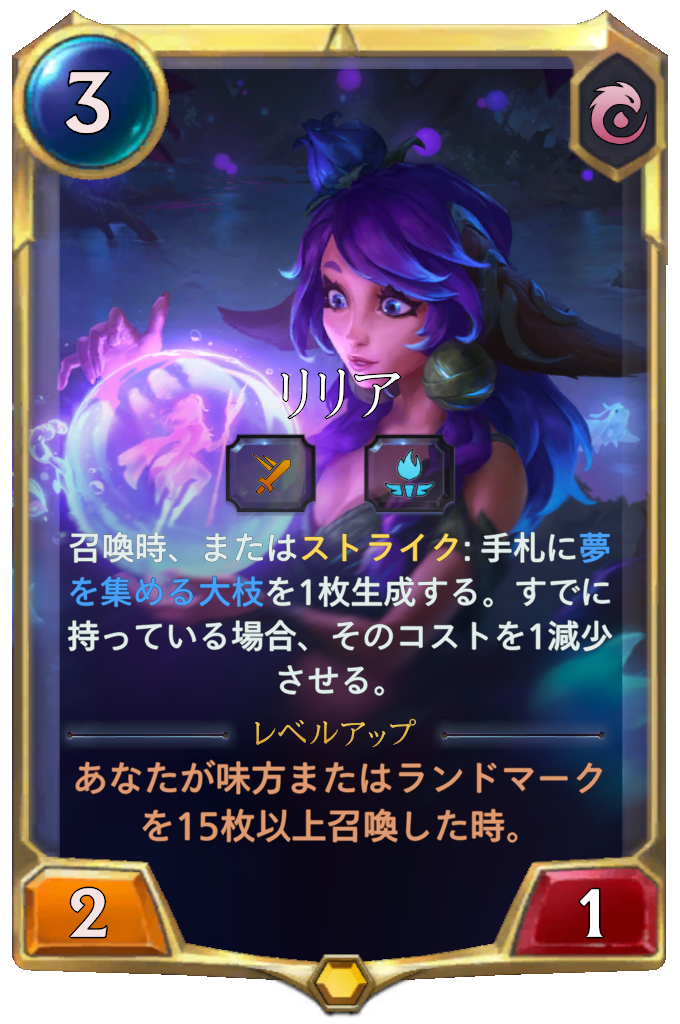 3
リリア
召喚時、またはストライク: 手札に夢
を集める大枝を1枚生成する。すでに
持っている場合、そのコストを1減少
させる。
レベルアップ
あなたが味方またはランドマーク
を15枚以上召喚した時。
2
1